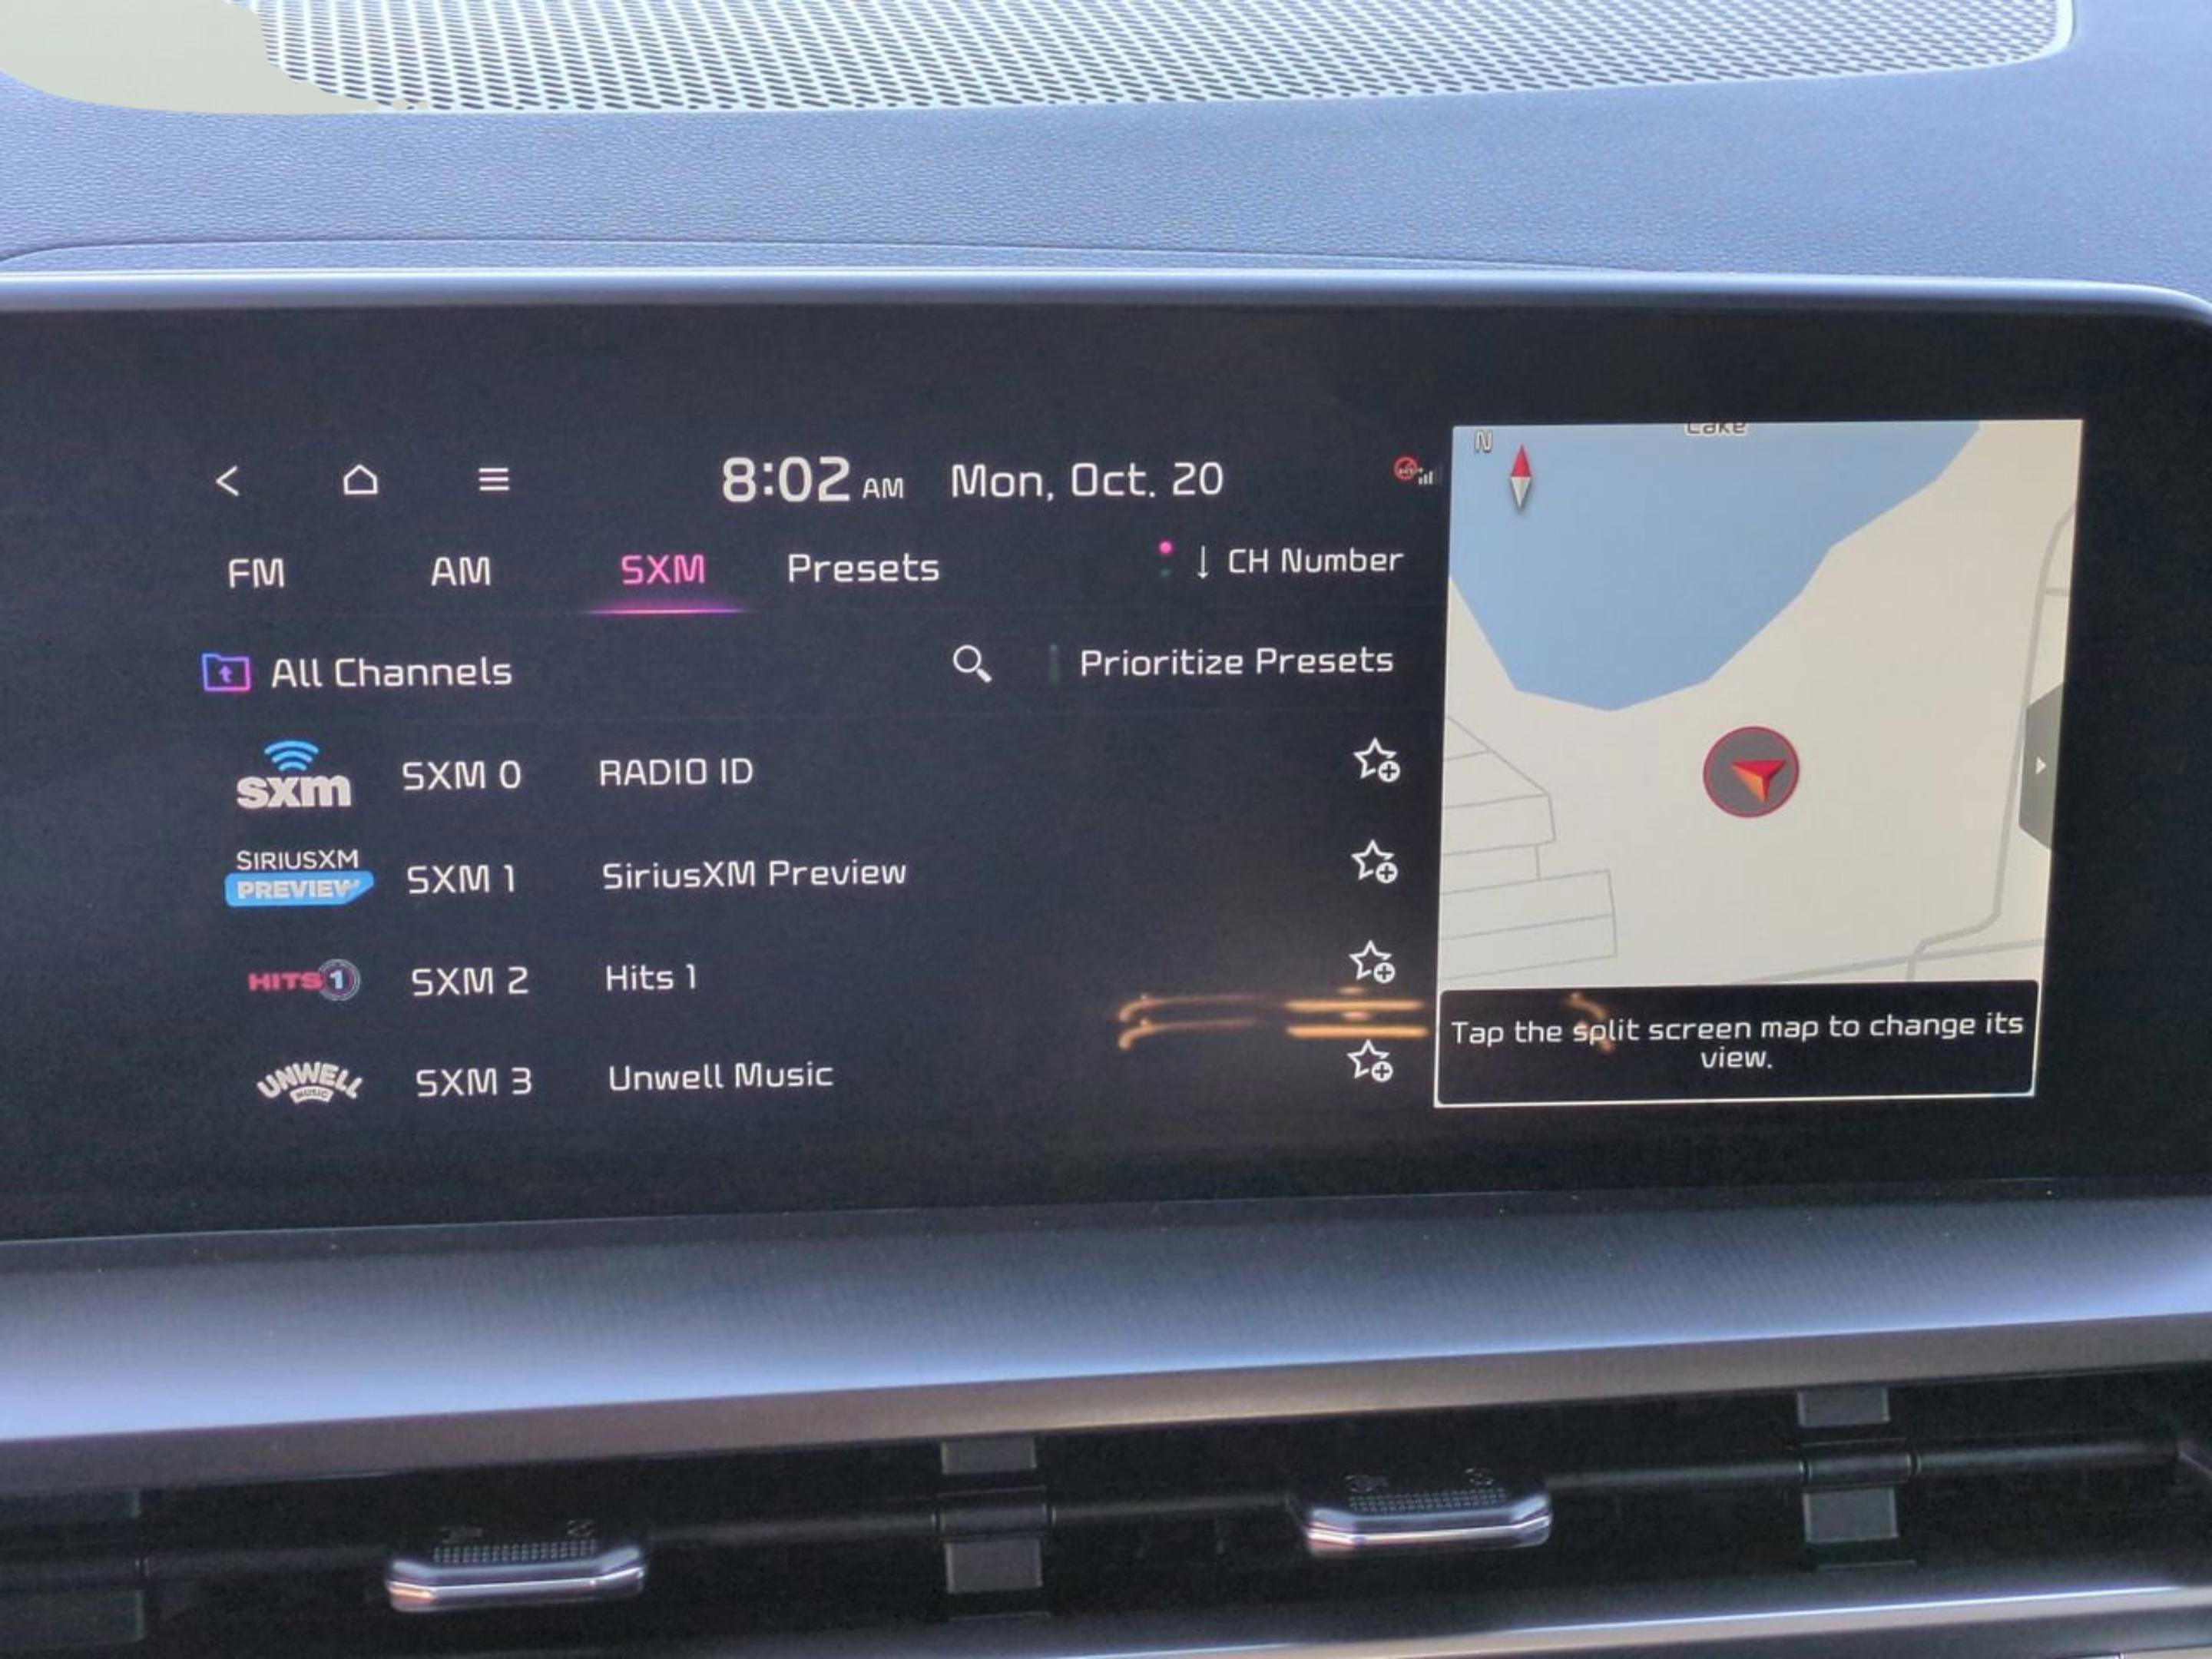 8:02 AM Mon, Oct. 20
FM AM SXM Presets ↓ CH Number
All Channels Prioritize Presets
sxm SXM 0 RADIO ID
SIRIUSXM PREVIEW SXM 1 SiriusXM Preview
HITS 1 SXM 2 Hits 1
UNWELL MUSIC SXM 3 Unwell Music
Lake
N
Tap the split screen map to change its
view.